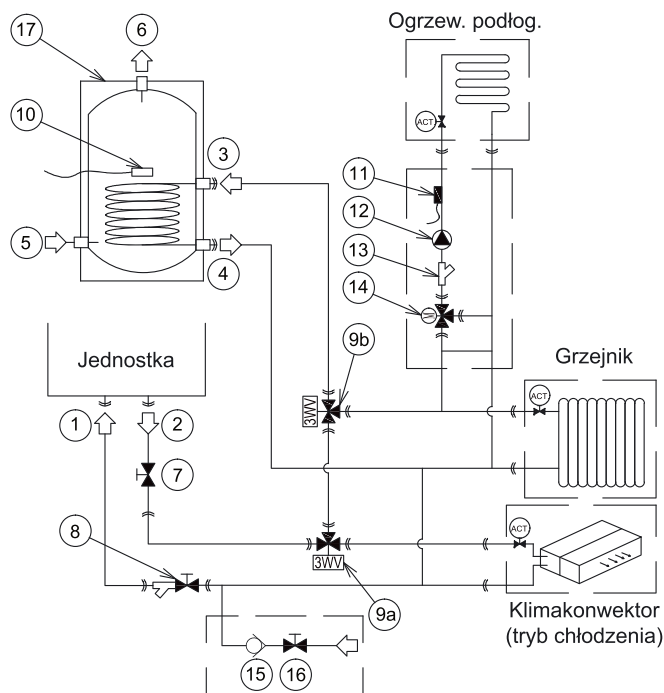 Ogrzew. podłog.
17
6
ACT
10
3
11
12
5
13
4
14
Jednostka
9b
Grzejnik
ACT
3WV
1
2
7
8
ACT
3WV
9a
Klimakonwektor
(tryb chłodzenia)
15
16